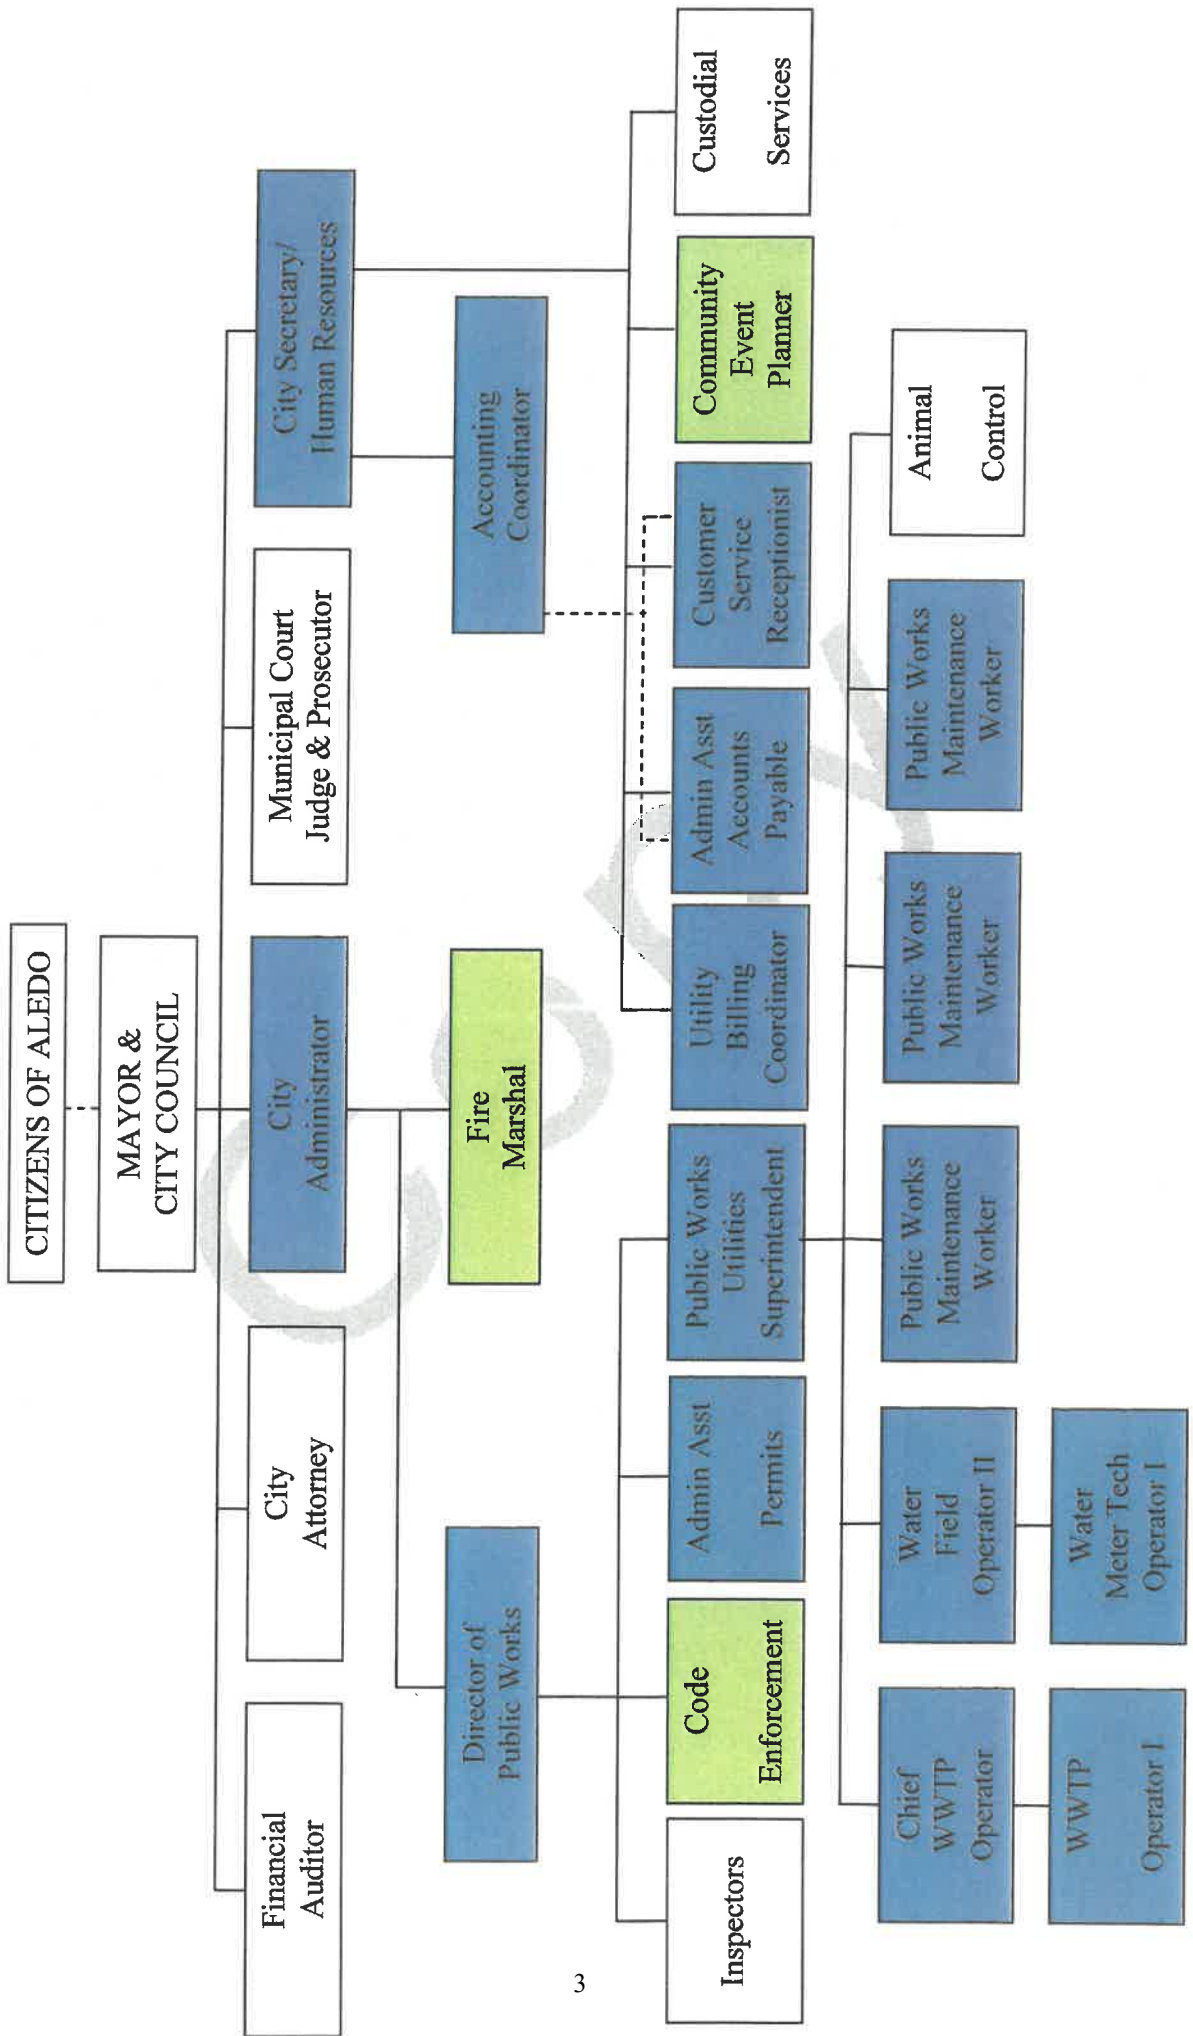 CITIZENS OF ALEDO
MAYOR &
CITY COUNCIL
Financial
Auditor
City
Attorney
City
Administrator
Municipal Court
Judge & Prosecutor
City Secretary/
Human Resources
Director of
Public Works
Fire
Marshal
Accounting
Coordinator
Inspectors
Code
Enforcement
Admin Asst
Permits
Public Works
Utilities
Superintendent
Utility
Billing
Coordinator
Admin Asst
Accounts
Payable
Customer
Service
Receptionist
Community
Event
Planner
Custodial
Services
Chief
WWTP
Operator
Water
Field
Operator II
Public Works
Maintenance
Worker
Public Works
Maintenance
Worker
Public Works
Maintenance
Worker
Animal
Control
WWTP
Operator I
Water
Meter Tech
Operator I
3
Copy